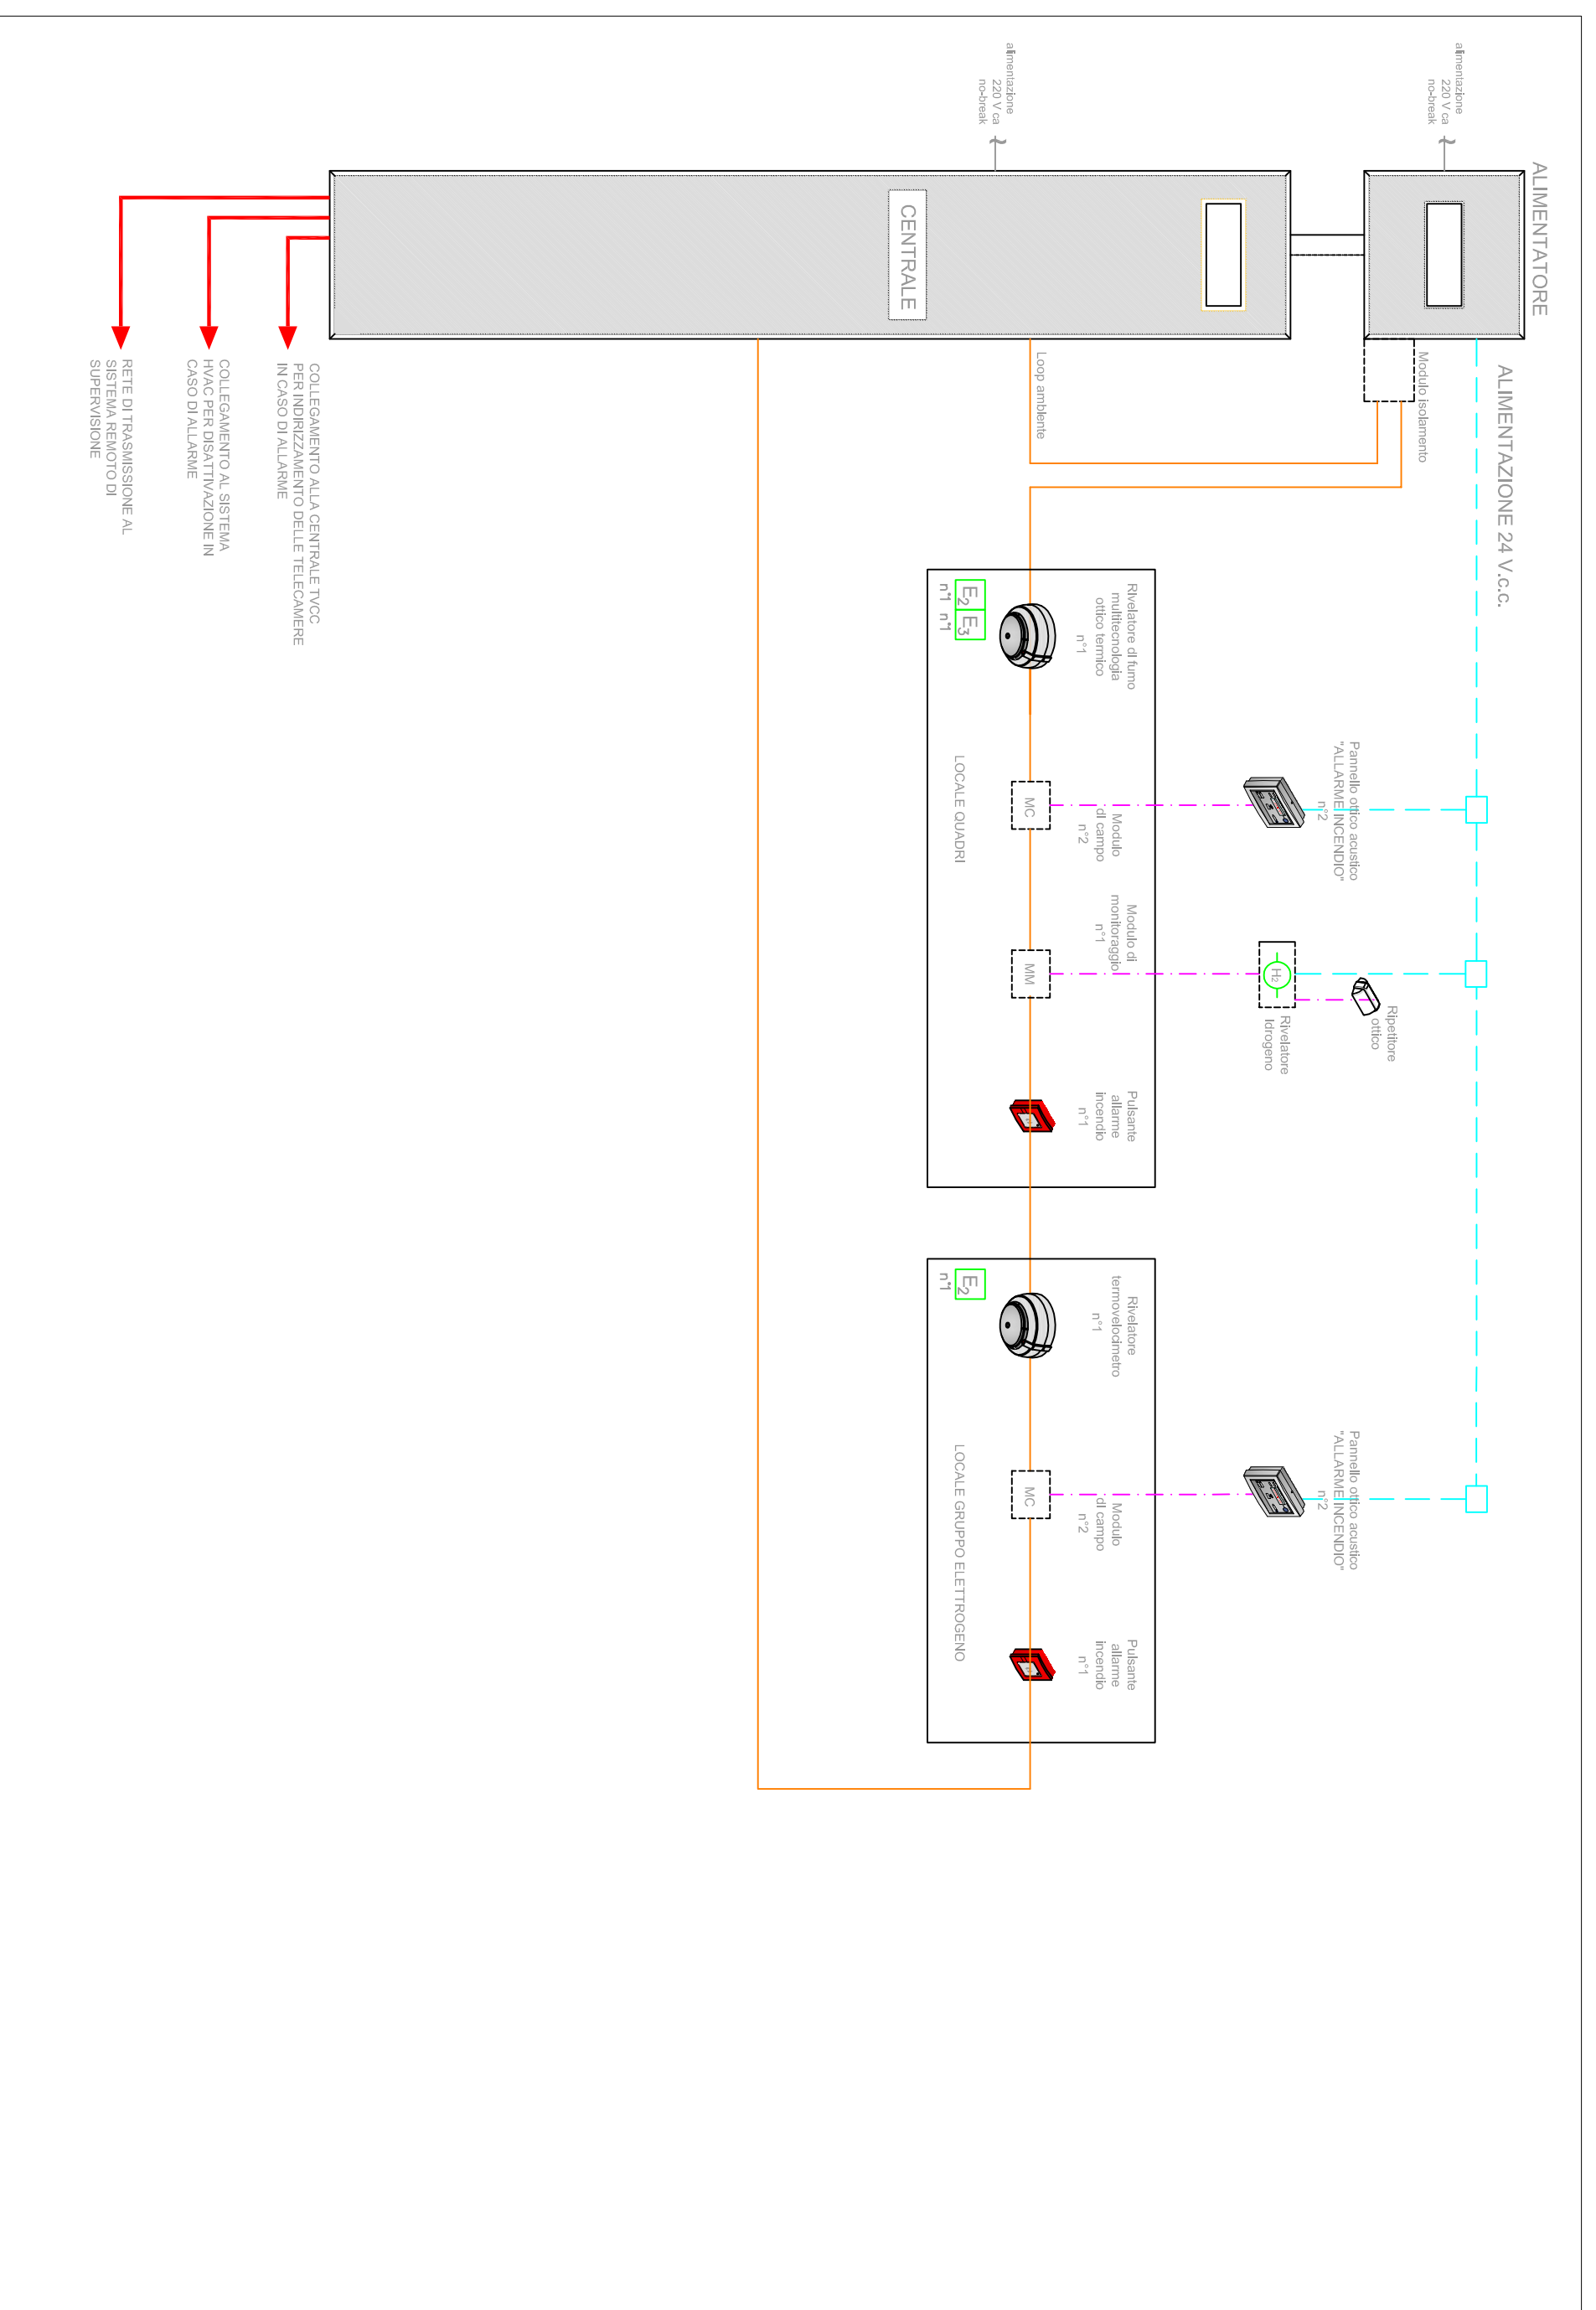 ALIMENTATORE
alimentazione
220 V ca
no-break
ALIMENTAZIONE 24 V.c.c.
Modulo isolamento
alimentazione
220 V ca
no-break
CENTRALE
Loop ambiente
Pannello ottico acustico
"ALLARME INCENDIO"
n°2
Ripetitore
ottico
H2
Rivelatore
Idrogeno
Pannello ottico acustico
"ALLARME INCENDIO"
n°2
Rivelatore di fumo
multitecnologia
ottico termico
n°1
Modulo
di campo
n°2
Modulo di
monitoraggio
n°1
Pulsante
allarme
incendio
n°1
MC
MM
E2 E3
n°1 n°1
LOCALE QUADRI
Rivelatore
termovelocimetro
n°1
Modulo
di campo
n°2
Pulsante
allarme
incendio
n°1
MC
E2
n°1
LOCALE GRUPPO ELETTROGENO
COLLEGAMENTO ALLA CENTRALE TVCC
PER INDIRIZZAMENTO DELLE TELECAMERE
IN CASO DI ALLARME
COLLEGAMENTO AL SISTEMA
HVAC PER DISATTIVAZIONE IN
CASO DI ALLARME
RETE DI TRASMISSIONE AL
SISTEMA REMOTO DI
SUPERVISIONE